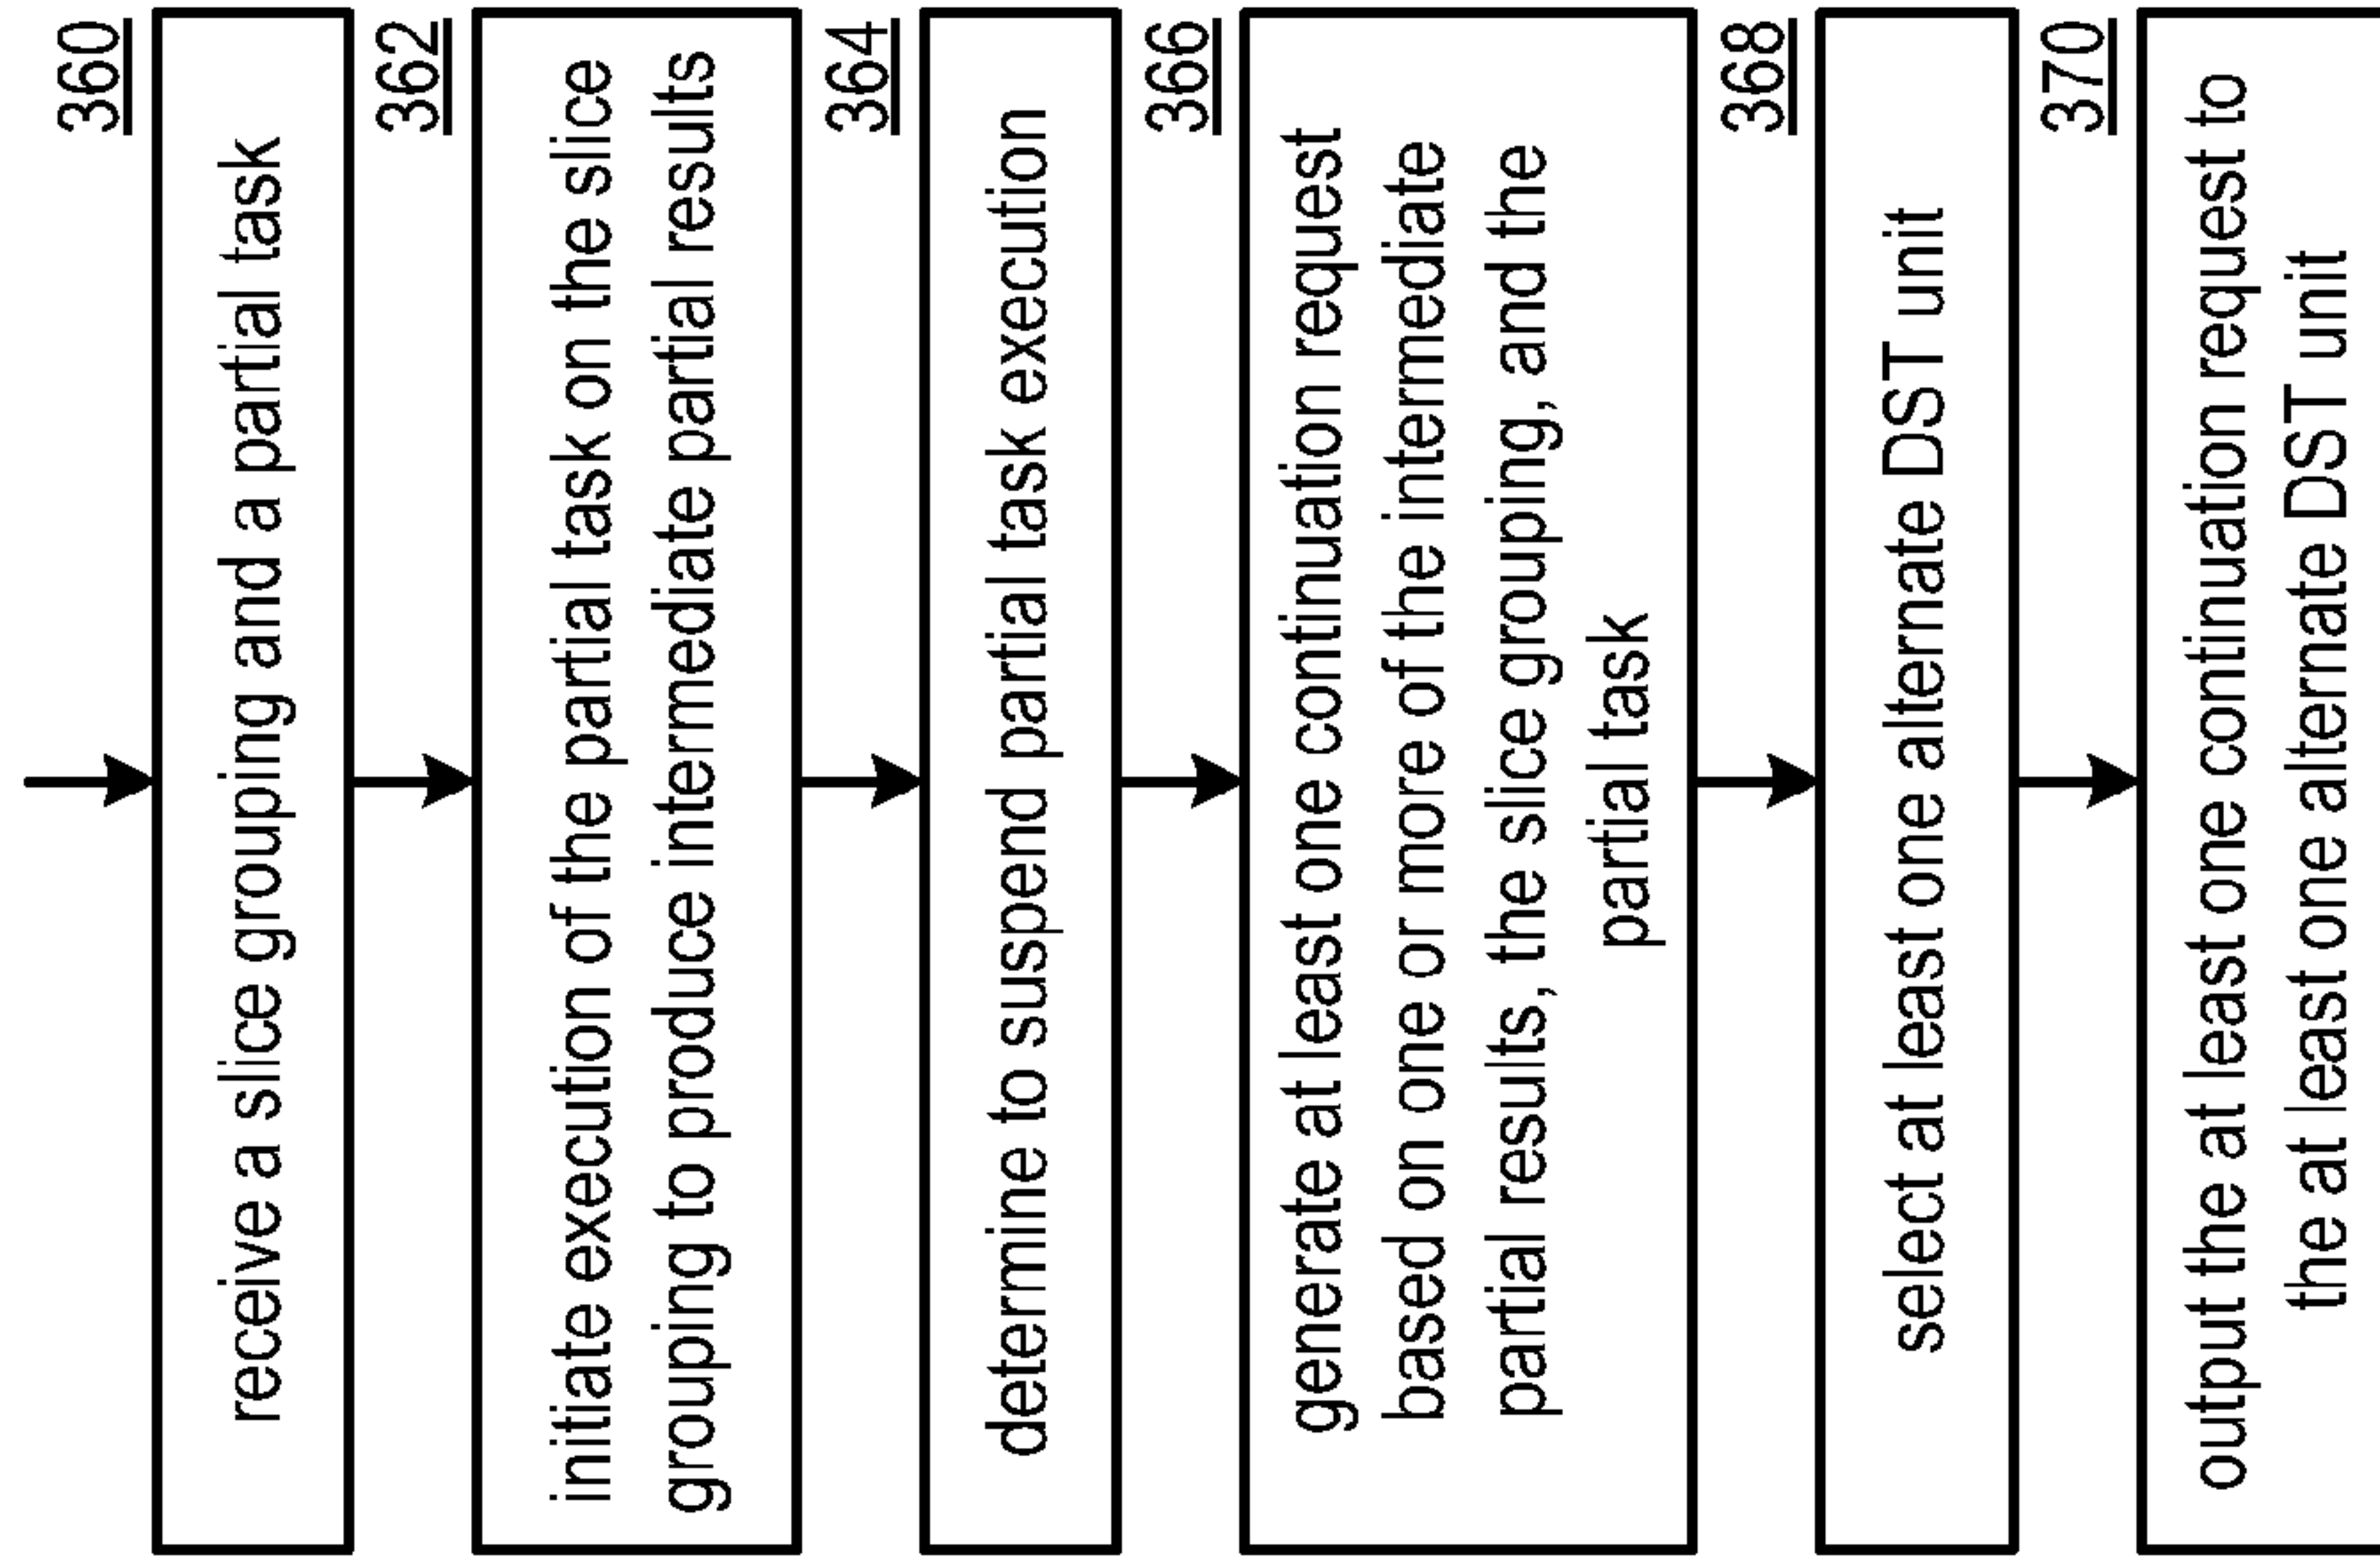 360
receive a slice grouping and a partial task
362
initiate execution of the partial task on the slice
grouping to produce intermediate partial results
364
determine to suspend partial task execution
366
generate at least one continuation request
based on one or more of the intermediate
partial results, the slice grouping, and the
partial task
368
select at least one alternate DST unit
370
output the at least one continuation request to
the at least one alternate DST unit